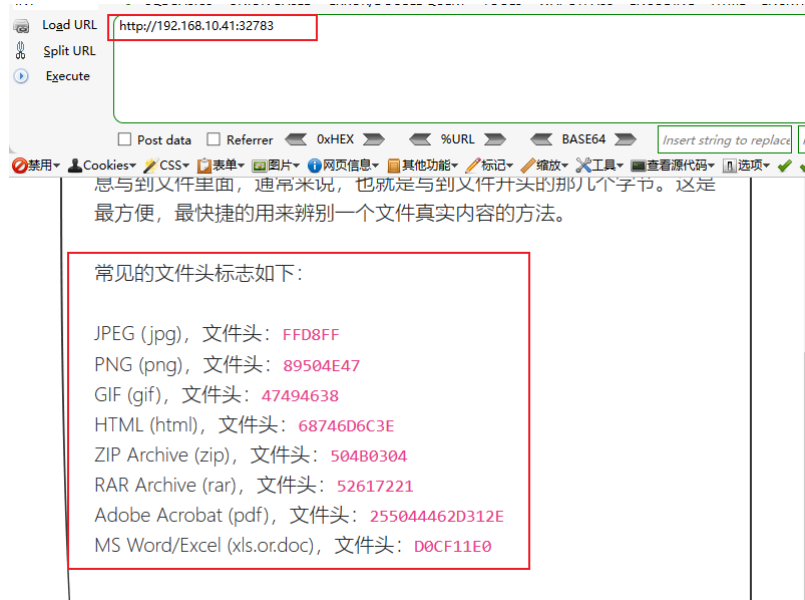 Load URL
http://192.168.10.41:32783
Split URL
Execute
Post data Referrer 0xHEX %URL BASE64 Insert string to replace
禁用 Cookies CSS 表单 图片 网页信息 其他功能 标记 缩放 工具 查看源代码 选项
息写到文件里面，通常来说，也就是写到文件开头的那几个字节。这是
最方便，最快捷的用来辨别一个文件真实内容的方法。
常见的文件头标志如下：
JPEG (jpg)，文件头：FFD8FF
PNG (png)，文件头：89504E47
GIF (gif)，文件头：47494638
HTML (html)，文件头：68746D6C3E
ZIP Archive (zip)，文件头：504B0304
RAR Archive (rar)，文件头：52617221
Adobe Acrobat (pdf)，文件头：255044462D312E
MS Word/Excel (xls.or.doc)，文件头：D0CF11E0